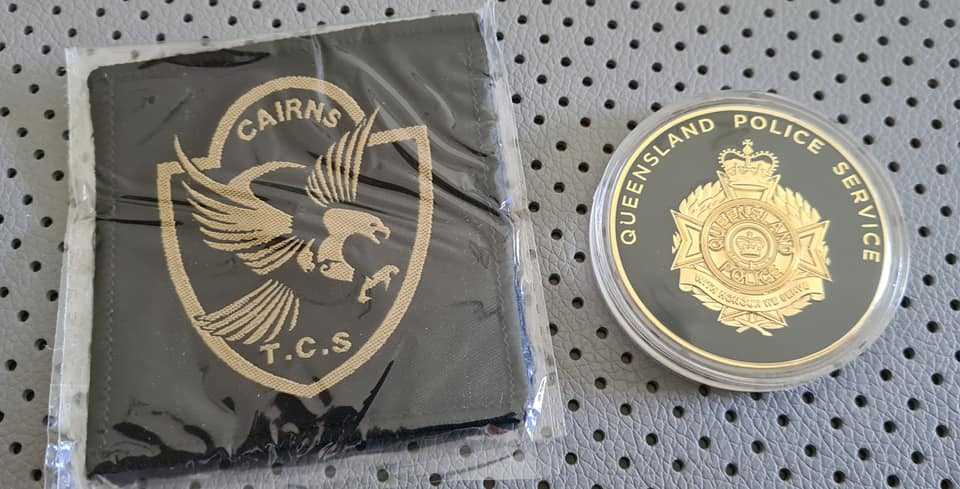 CAIRNS
T.C.S
QUEENSLAND POLICE SERVICE
QUEENSLAND
POLICE
WITH HONOUR WE SERVE